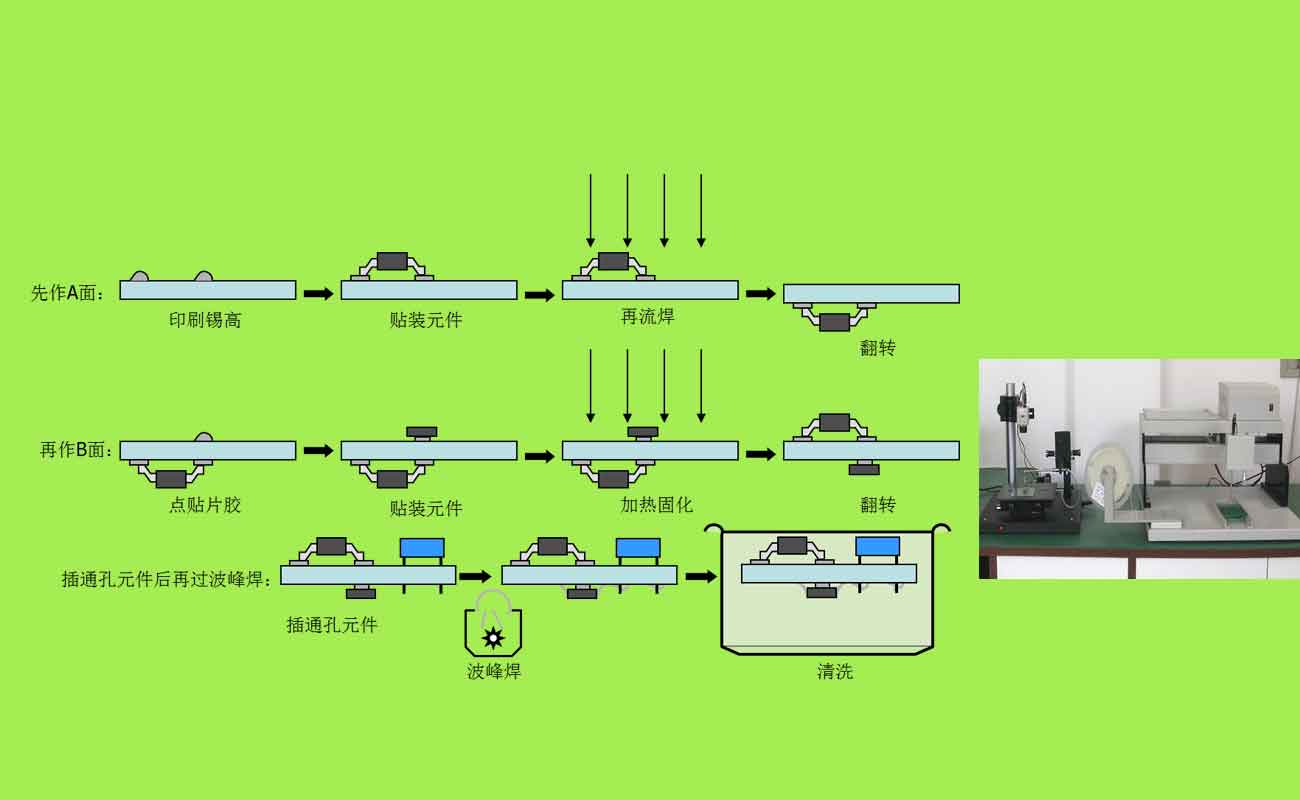 先作A面：
印刷锡高
贴装元件
再流焊
翻转
再作B面：
点贴片胶
贴装元件
加热固化
翻转
插通孔元件后再过波峰焊：
插通孔元件
波峰焊
清洗